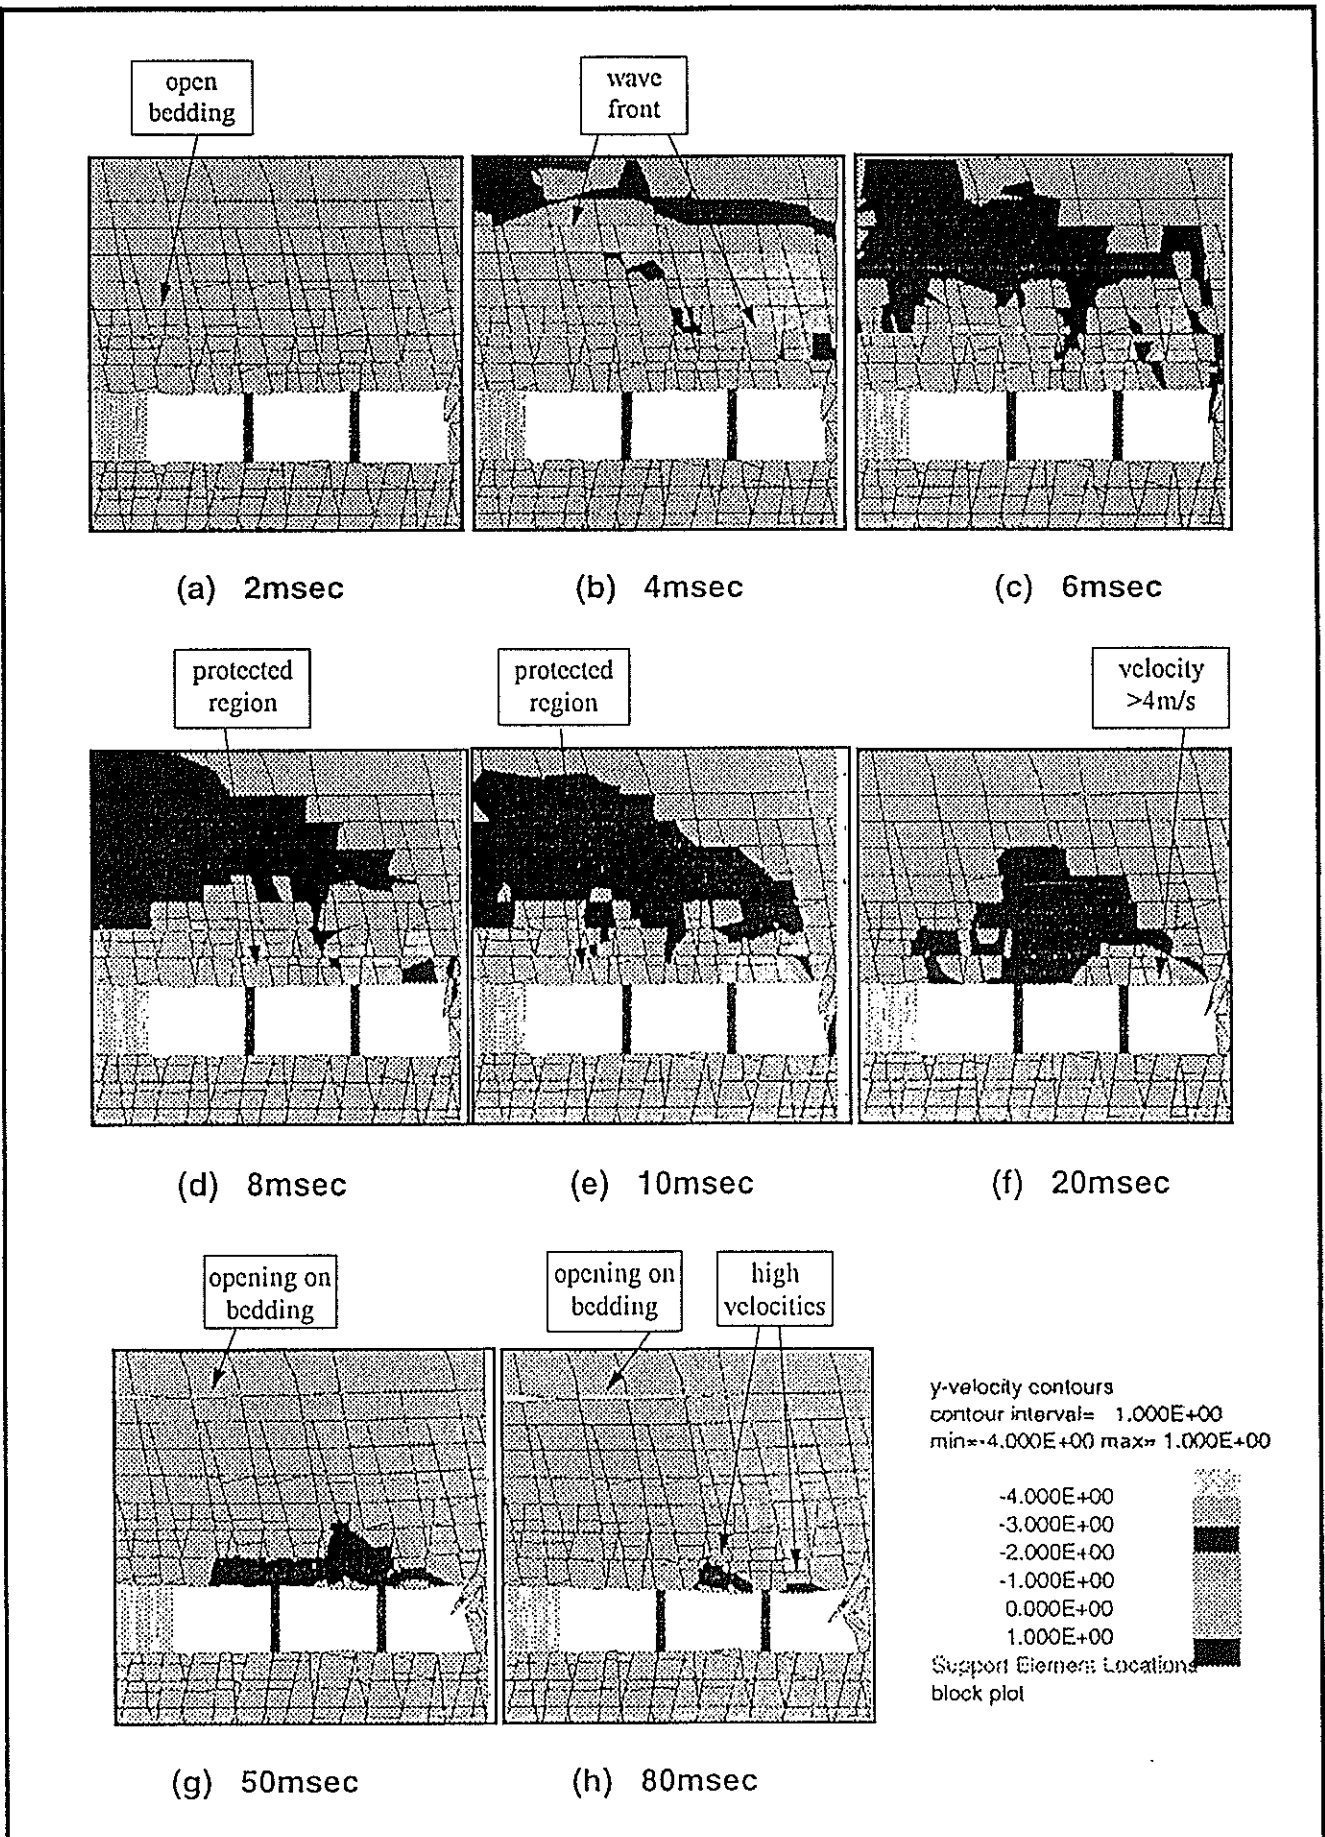 open
bedding
wave
front
(a) 2msec
(b) 4msec
(c) 6msec
protected
region
protected
region
velocity
>4m/s
(d) 8msec
(e) 10msec
(f) 20msec
opening on
bedding
opening on
bedding
high
velocities
y-velocity contours
contour interval= 1.000E+00
min=-4.000E+00 max= 1.000E+00
-4.000E+00
-3.000E+00
-2.000E+00
-1.000E+00
0.000E+00
1.000E+00
Support Element Locations
block plot
(g) 50msec
(h) 80msec